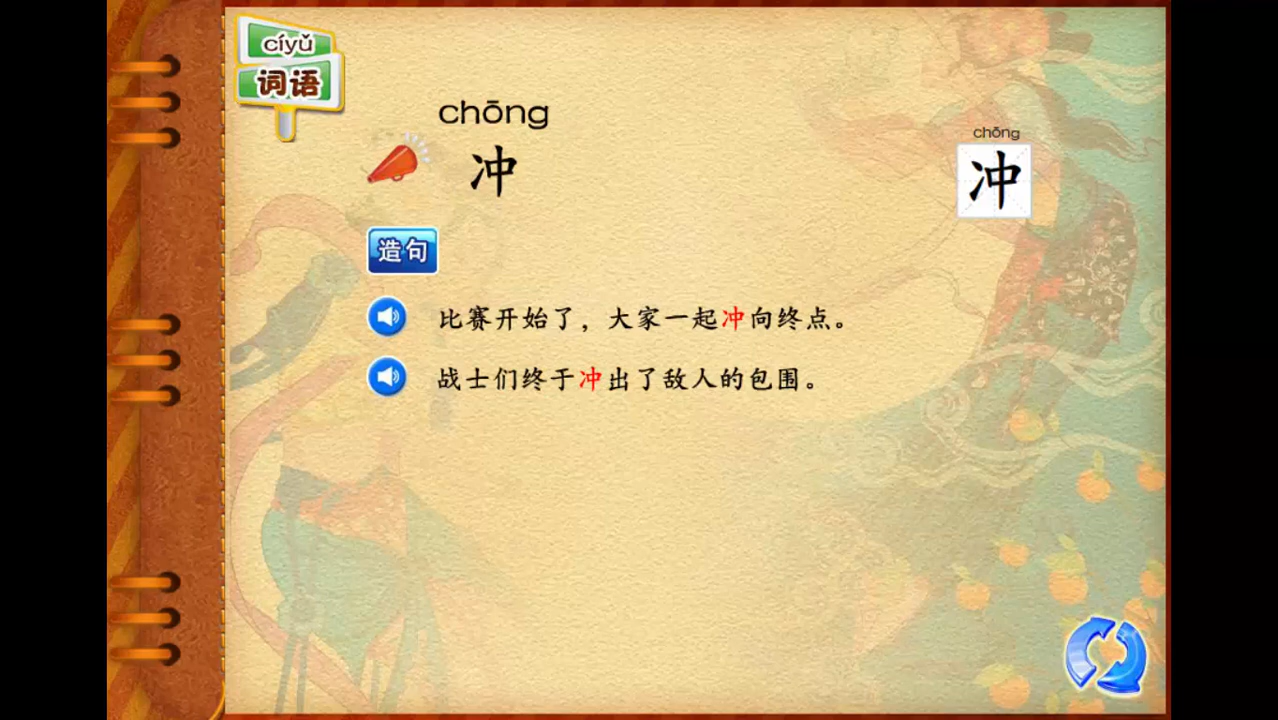 cíyǔ
词语
chōng
冲
chōng
冲
造句
比赛开始了，大家一起冲向终点。
战士们终于冲出了敌人的包围。